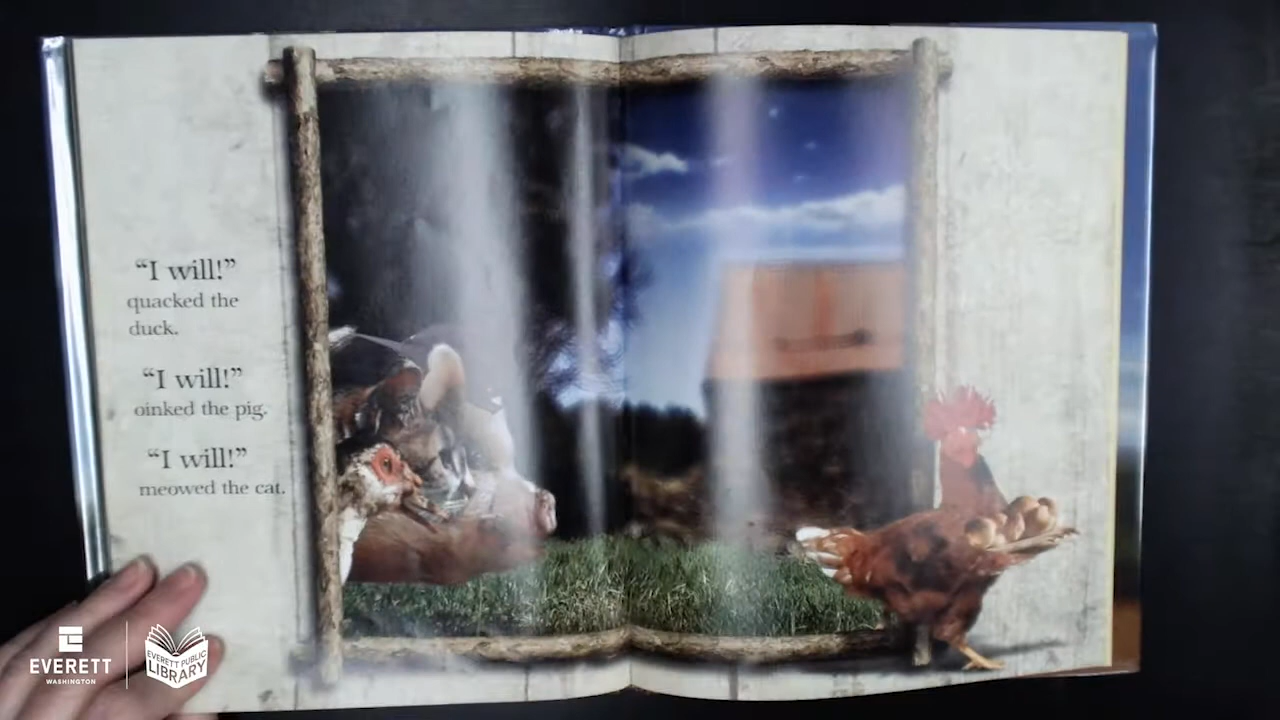 “I will!”
quacked the
duck.
“I will!”
oinked the pig.
“I will!”
meowed the cat.
EVERETT
WASHINGTON
EVERETT PUBLIC
LIBRARY